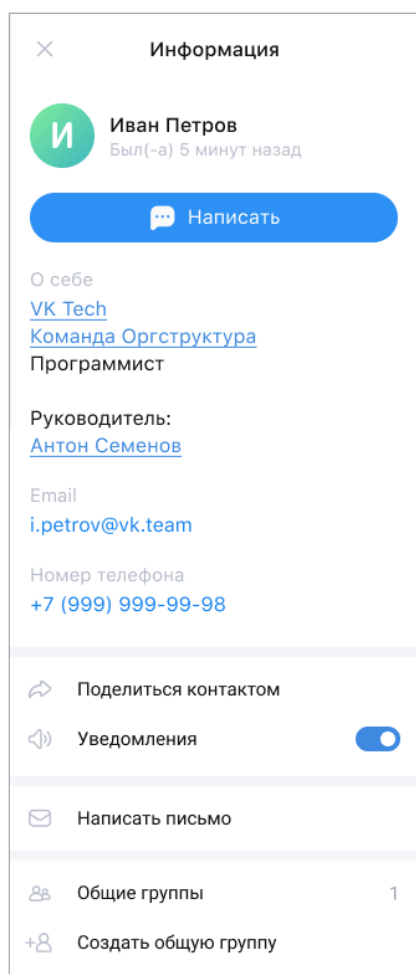 Информация
И
Иван Петров
Был(-а) 5 минут назад
Написать
О себе
VK Tech
Команда Оргструктура
Программист
Руководитель:
Антон Семенов
Email
i.petrov@vk.team
Номер телефона
+7 (999) 999-99-98
Поделиться контактом
Уведомления
Написать письмо
Общие группы 1
Создать общую группу